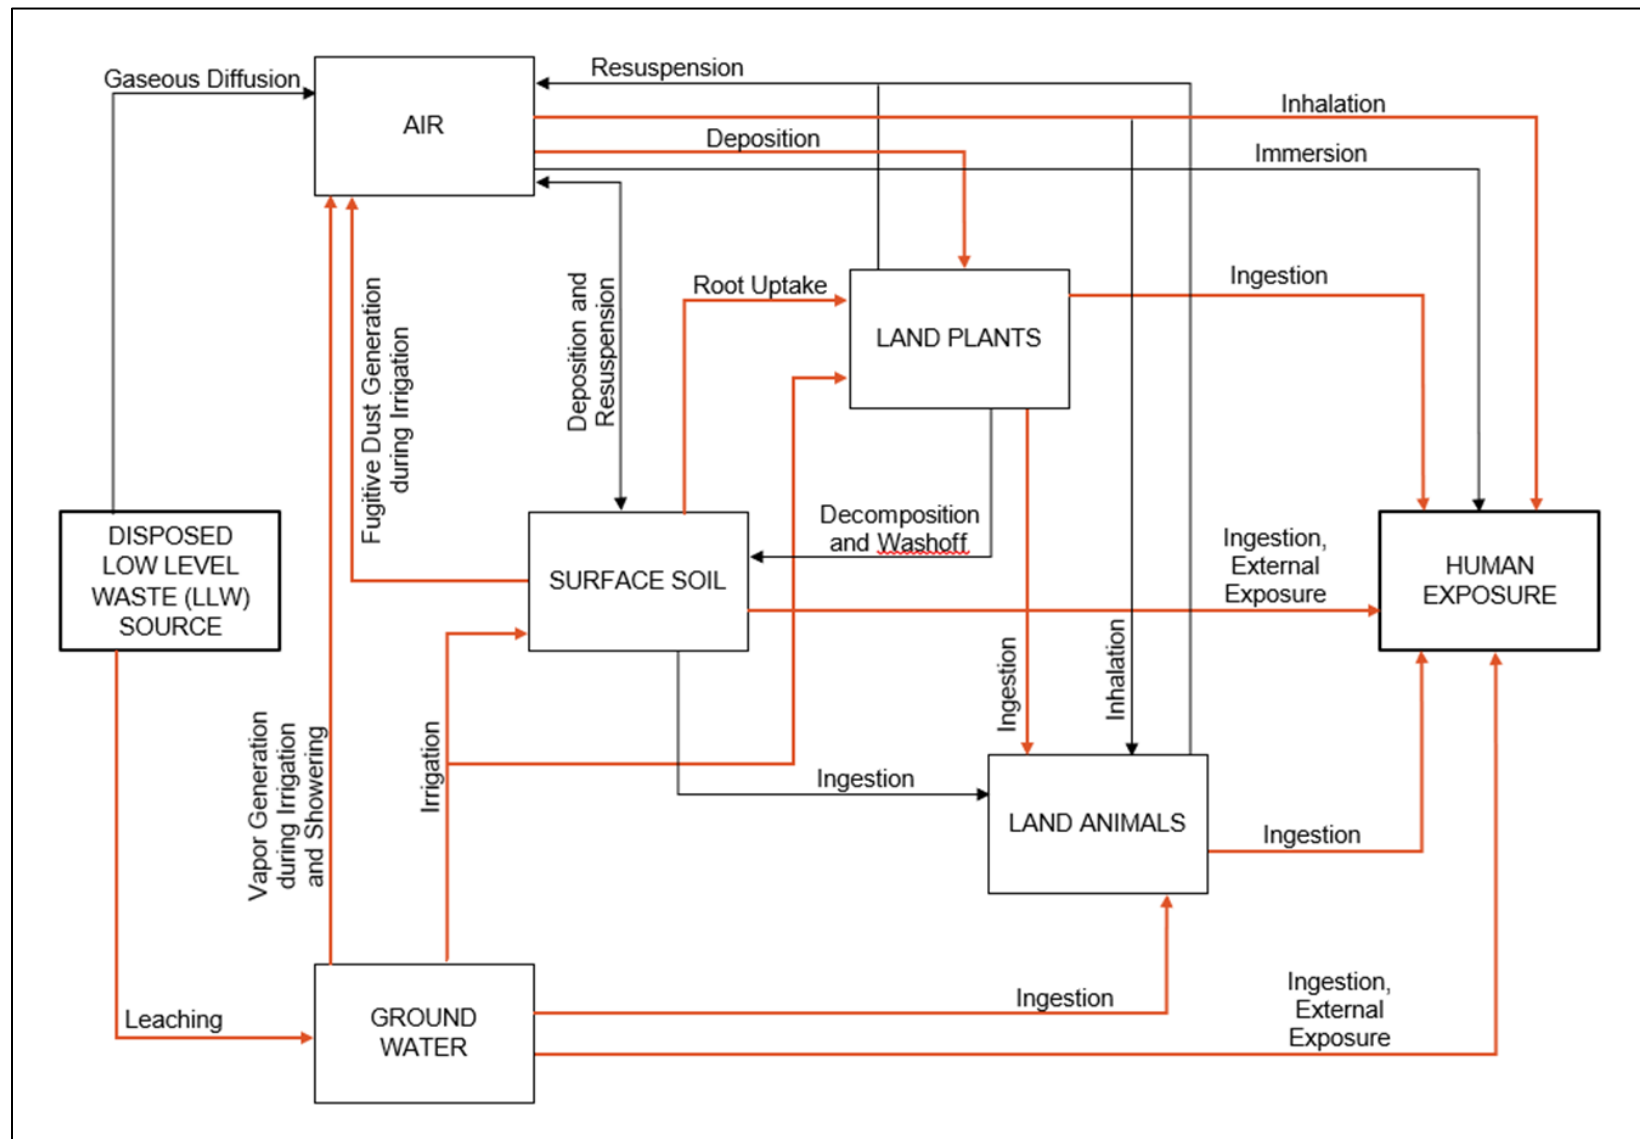 Gaseous Diffusion
AIR
Resuspension
Inhalation
Deposition
Immersion
Fugitive Dust Generation
during Irrigation
Deposition and
Resuspension
Root Uptake
LAND PLANTS
Ingestion
DISPOSED
LOW LEVEL
WASTE (LLW)
SOURCE
SURFACE SOIL
Decomposition
and Washoff
Ingestion,
External
Exposure
HUMAN
EXPOSURE
Vapor Generation
during Irrigation
and Showering
Irrigation
Ingestion
Inhalation
Ingestion
LAND ANIMALS
Ingestion
Leaching
GROUND
WATER
Ingestion
Ingestion,
External
Exposure